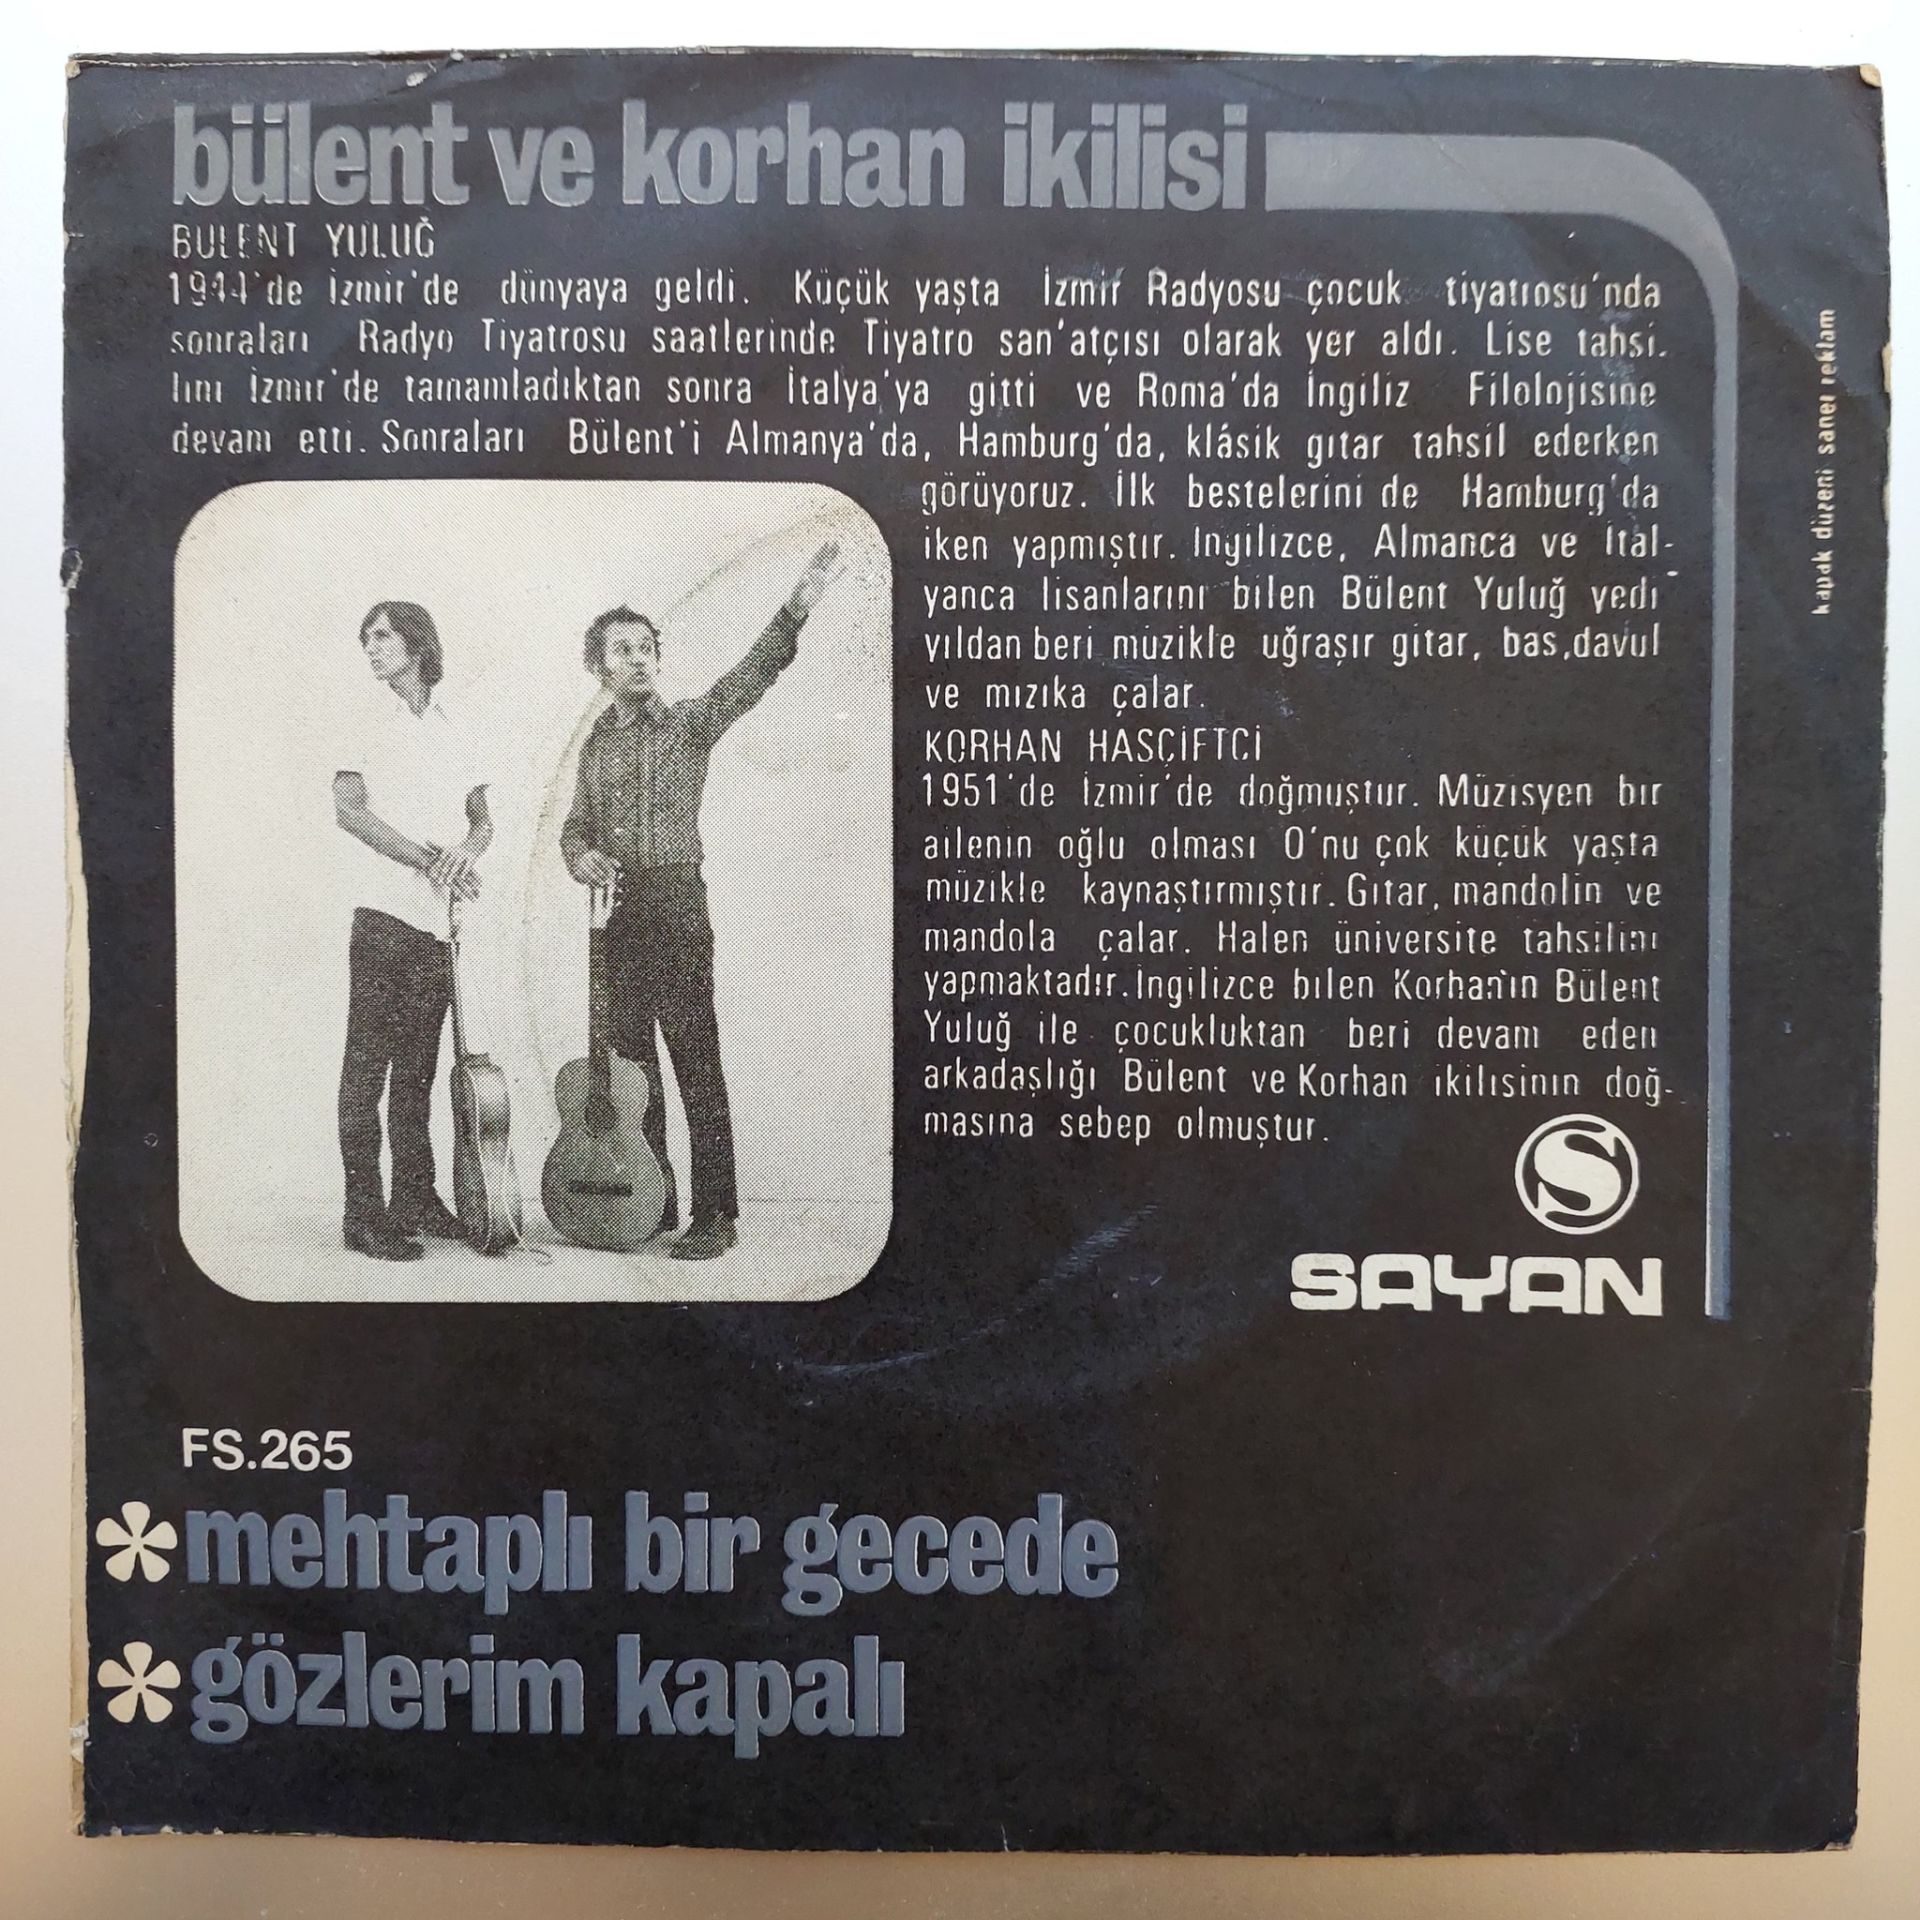 bülent ve korhan ikilisi
BULENT YULUĞ
1944'de İzmir'de dünyaya geldi. Küçük yaşta İzmir Radyosu çocuk tiyatrosu'nda
sonraları Radyo Tiyatrosu saatlerinde Tiyatro san'atçısı olarak yer aldı. Lise tahsi.
lını İzmir'de tamamladıktan sonra İtalya'ya gitti ve Roma'da İngiliz Filolojisine
devam etti. Sonraları Bülent'i Almanya'da, Hamburg'da, klâsik gıtar tahsil ederken
görüyoruz. İlk bestelerini de Hamburg'da
iken yapmıştır. İngilizce, Almanca ve İtal-
yanca lisanlarını bilen Bülent Yuluğ yedi
yıldan beri müzikle uğraşır gitar, bas,davul
ve mızıka çalar.
KORHAN HASÇİFTÇİ
1951'de İzmir'de doğmuştur. Müzisyen bir
ailenin oğlu olması O'nu çok küçük yaşta
müzikle kaynaştırmıştır. Gıtar, mandolin ve
mandola çalar. Halen üniversite tahsilini
yapmaktadır. İngilizce bilen Korhan'ın Bülent
Yuluğ ile çocukluktan beri devam eden
arkadaşlığı Bülent ve Korhan ikilisinin doğ-
masına sebep olmuştur.
S
SAYAN
kapak düzeni saner reklam
FS.265
mehtaplı bir gecede
gözlerim kapalı